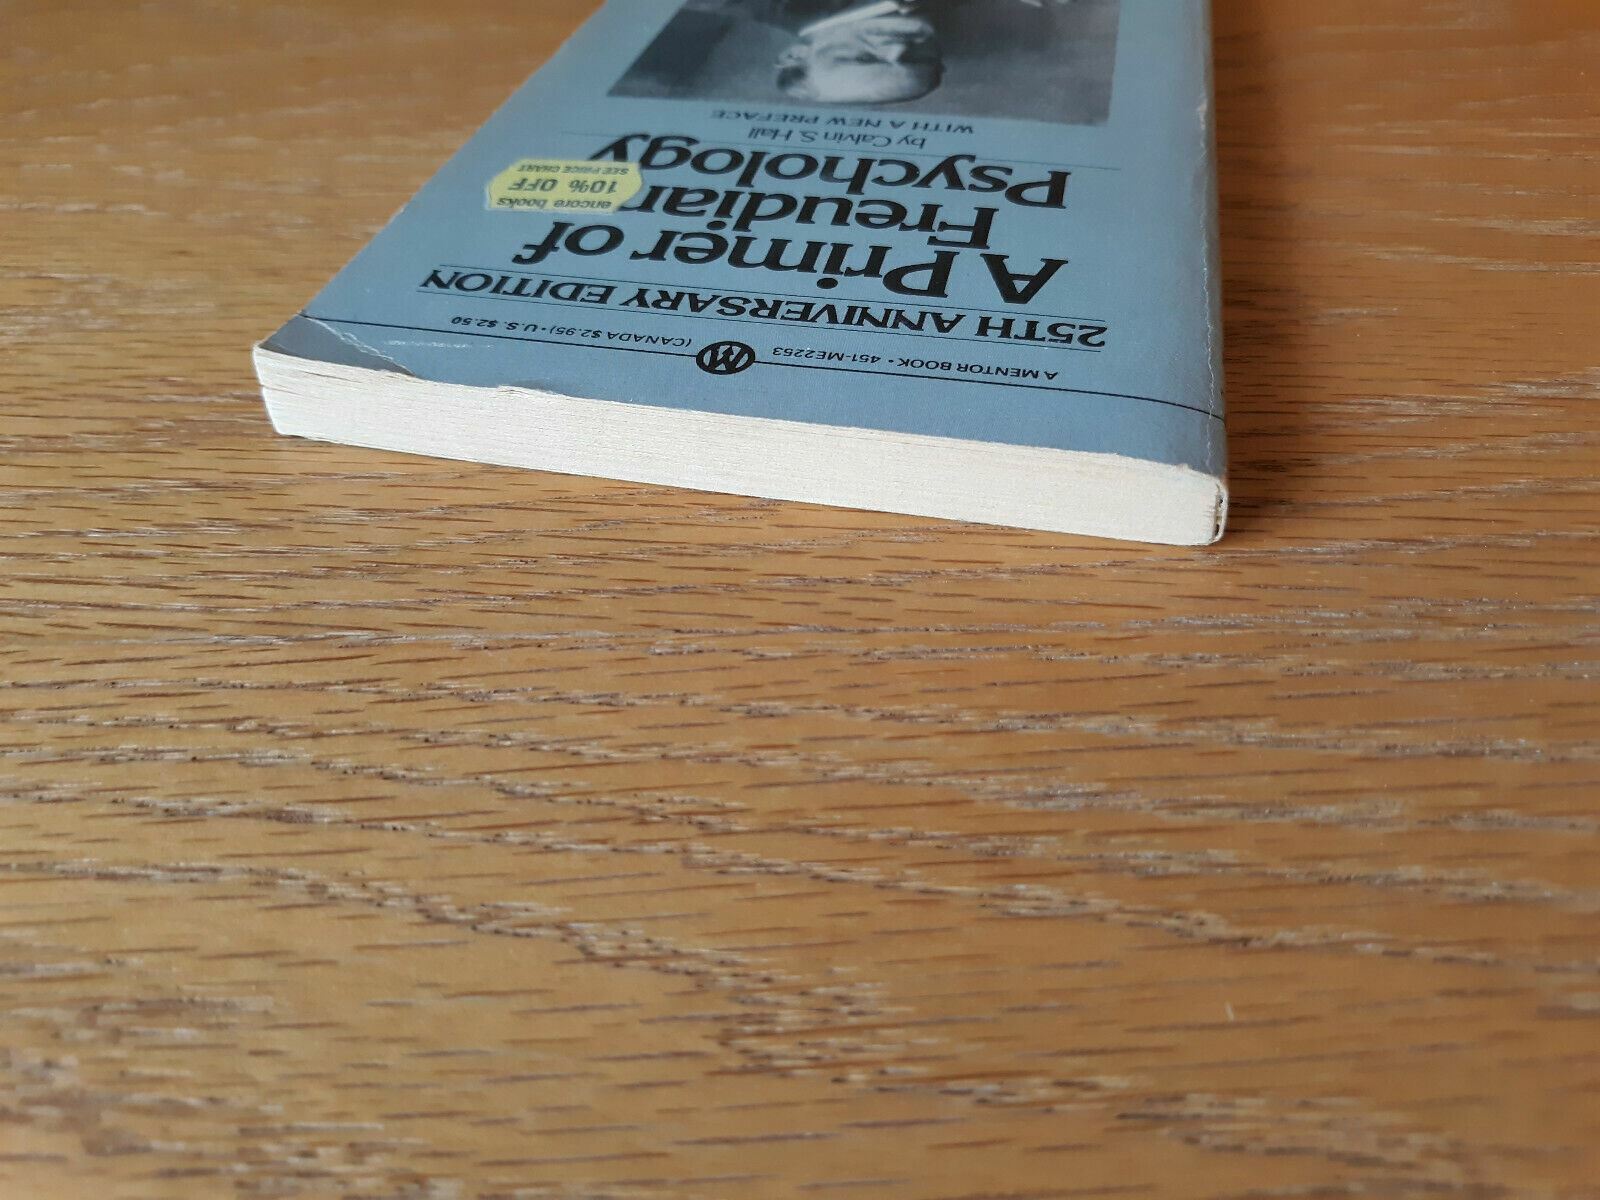 A MENTOR BOOK • 451-ME2253
(CANADA $2.95) • U.S. $2.50
25TH ANNIVERSARY EDITION
A Primer of
Freudian
Psychology
by Calvin S. Hall
WITH A NEW PREFACE
encore books
10% OFF
SEE PRICE CHART